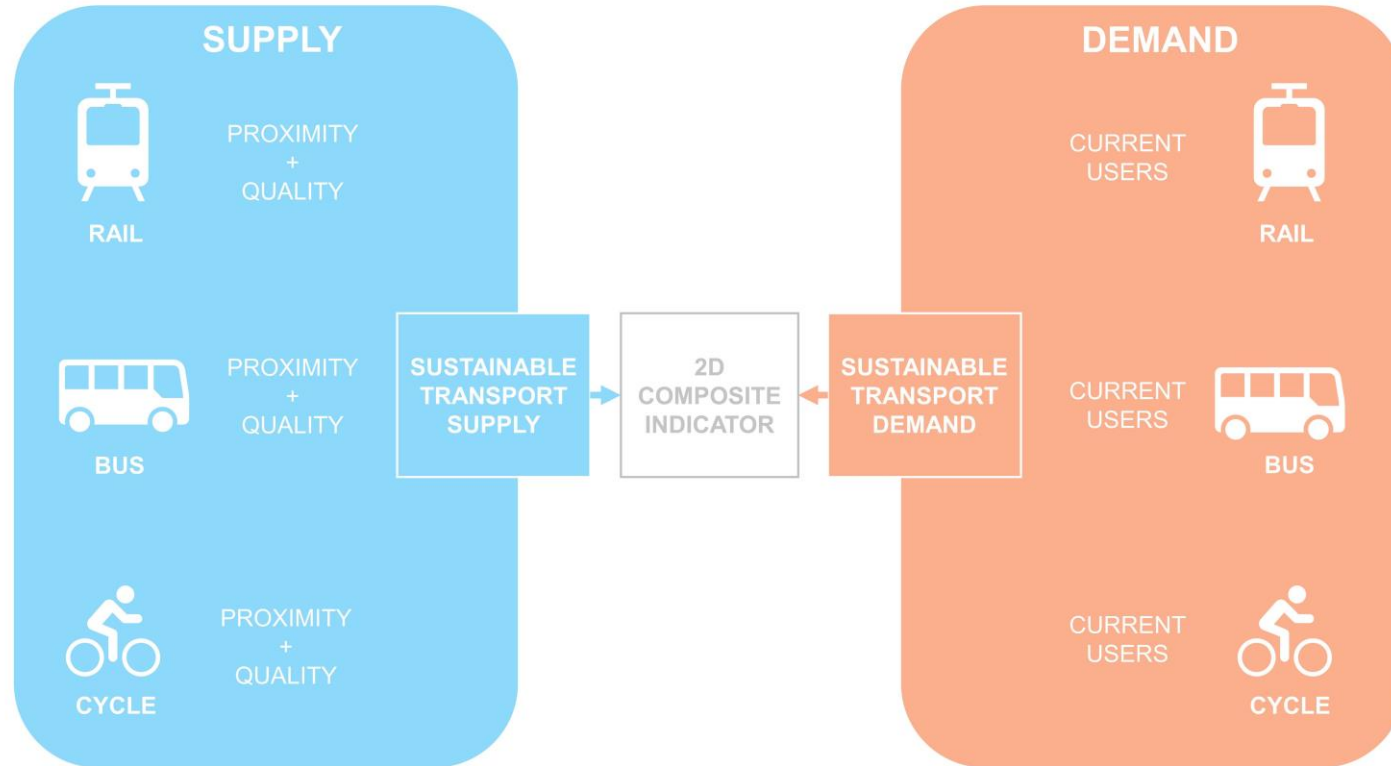 SUPPLY
PROXIMITY
+
QUALITY
RAIL
PROXIMITY
+
QUALITY
BUS
PROXIMITY
+
QUALITY
CYCLE
SUSTAINABLE
TRANSPORT
SUPPLY
2D
COMPOSITE
INDICATOR
SUSTAINABLE
TRANSPORT
DEMAND
DEMAND
CURRENT
USERS
RAIL
CURRENT
USERS
BUS
CURRENT
USERS
CYCLE